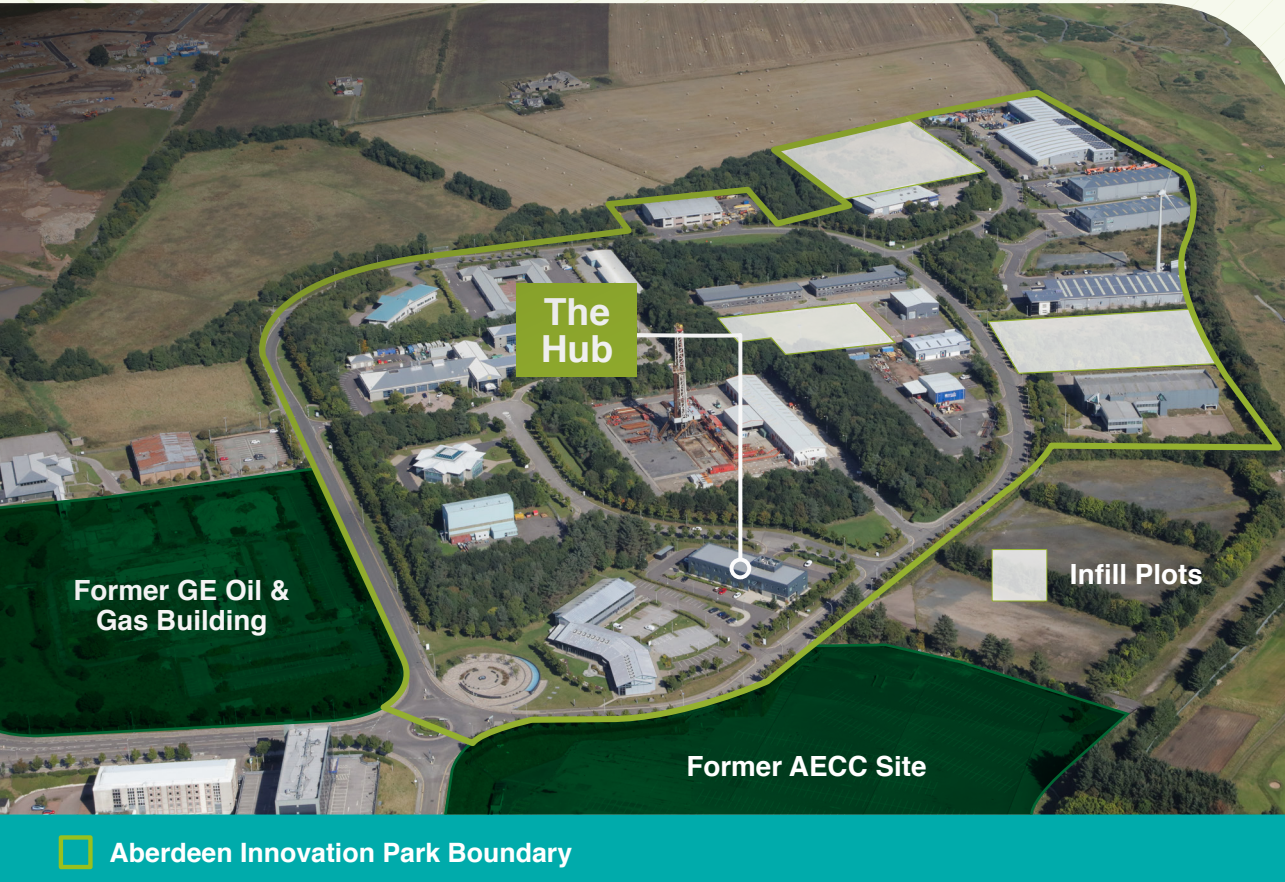 The
Hub
Former GE Oil &
Gas Building
Infill Plots
Former AECC Site
Aberdeen Innovation Park Boundary